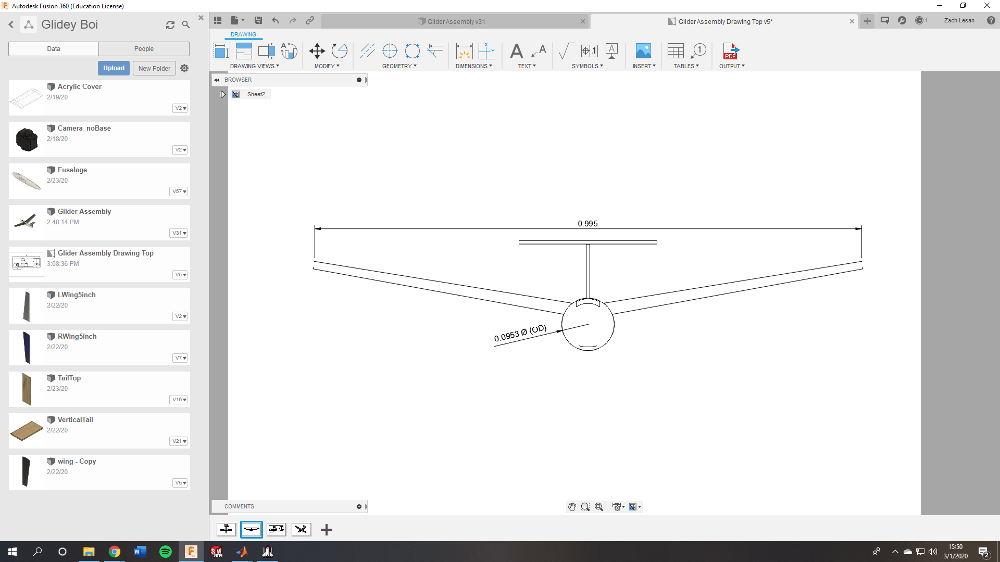 Autodesk Fusion 360 (Education License)
Glidey Boi
Data People
Upload New Folder
Acrylic Cover
2/19/20
V2
Camera_noBase
2/18/20
V2
Fuselage
2/23/20
V57
Glider Assembly
2:48:14 PM
V31
Glider Assembly Drawing Top
3:08:36 PM
V5
LWing5inch
2/22/20
V2
RWing5inch
2/22/20
V7
TailTop
2/23/20
V16
VerticalTail
2/22/20
V21
wing - Copy
2/22/20
V5
Glider Assembly v31
Glider Assembly Drawing Top v5*
1
Zach Lesan
DRAWING
DRAWING VIEWS
MODIFY
GEOMETRY
DIMENSIONS
TEXT
SYMBOLS
INSERT
TABLES
OUTPUT
BROWSER
Sheet2
0.995
0.0953 Ø (OD)
COMMENTS
15:50
3/1/2020
2